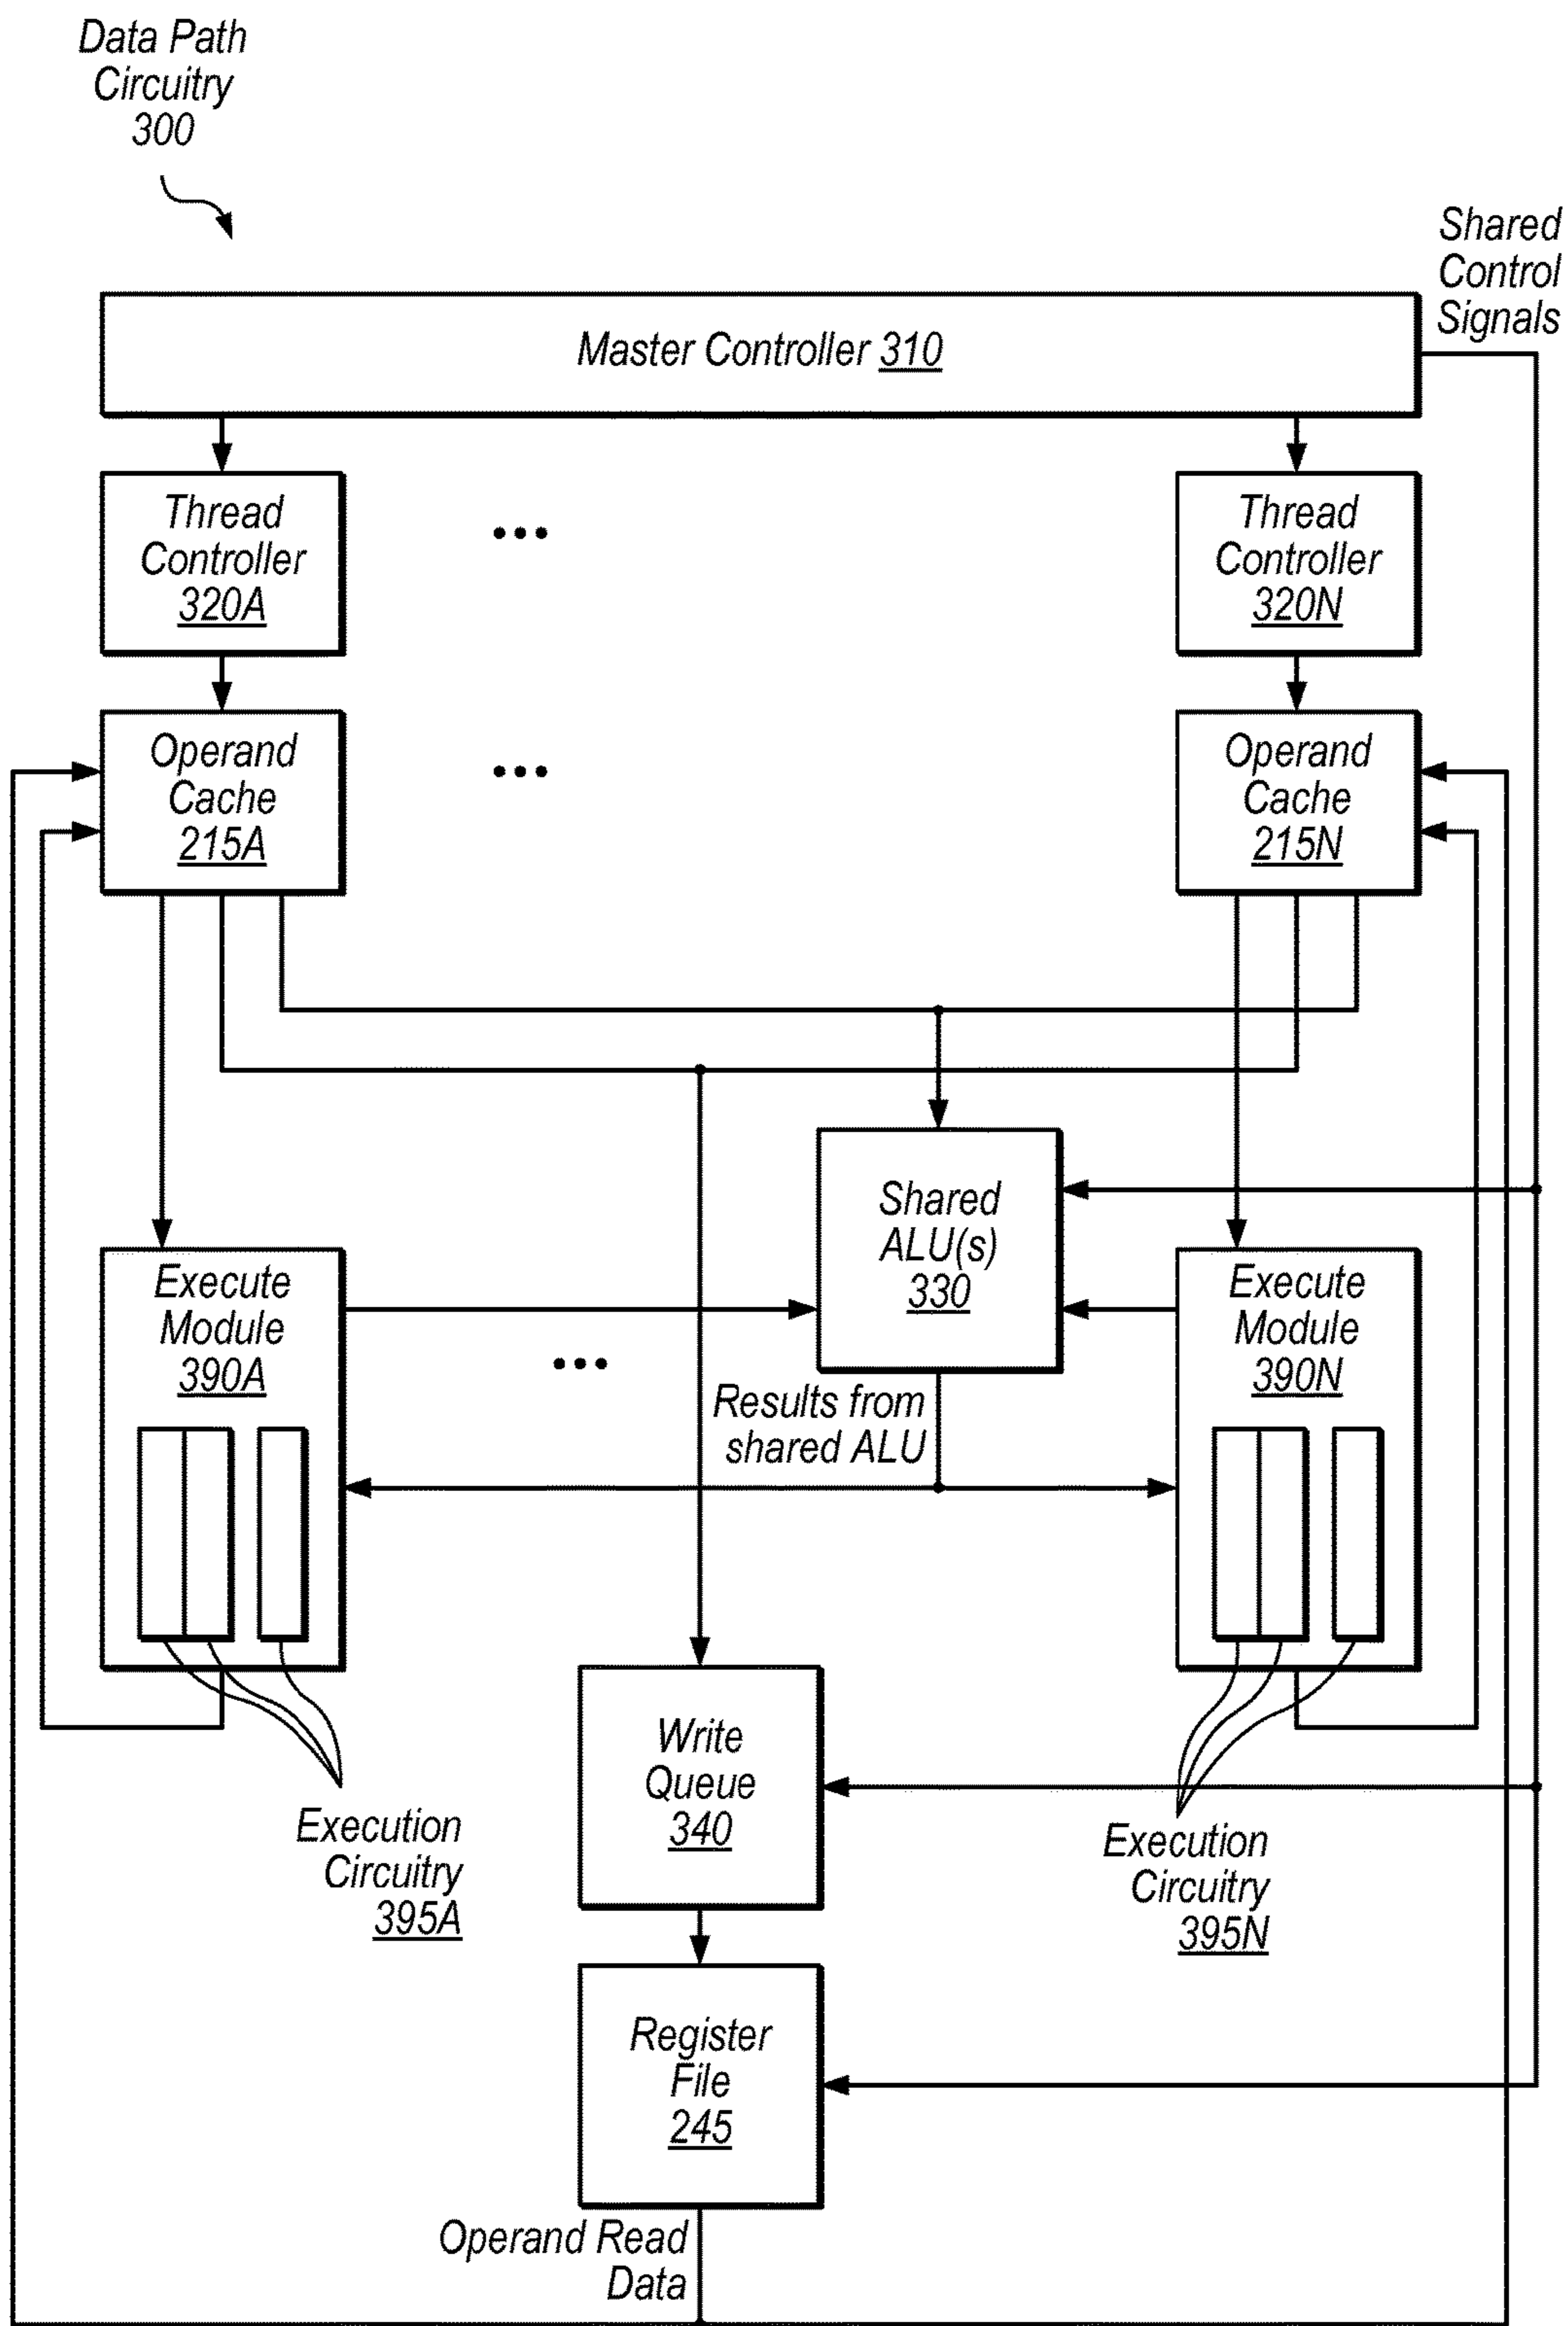 Data Path
Circuitry
300
Shared
Control
Signals
Master Controller 310
Thread
Controller
320A
...
Thread
Controller
320N
Operand
Cache
215A
...
Operand
Cache
215N
Shared
ALU(s)
330
Execute
Module
390A
...
Execute
Module
390N
Results from
shared ALU
Write
Queue
340
Execution
Circuitry
395A
Execution
Circuitry
395N
Register
File
245
Operand Read
Data